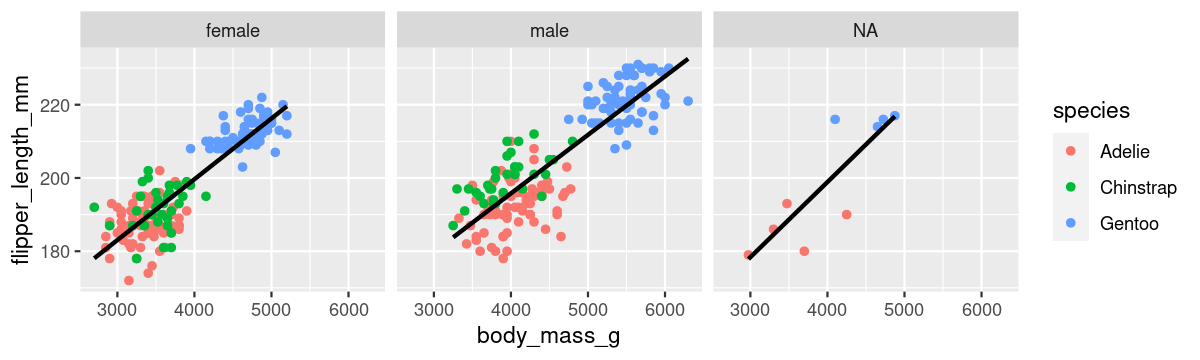 female male NA
flipper_length_mm
220
200
180
3000 4000 5000 6000 3000 4000 5000 6000 3000 4000 5000 6000
body_mass_g
species
Adelie
Chinstrap
Gentoo